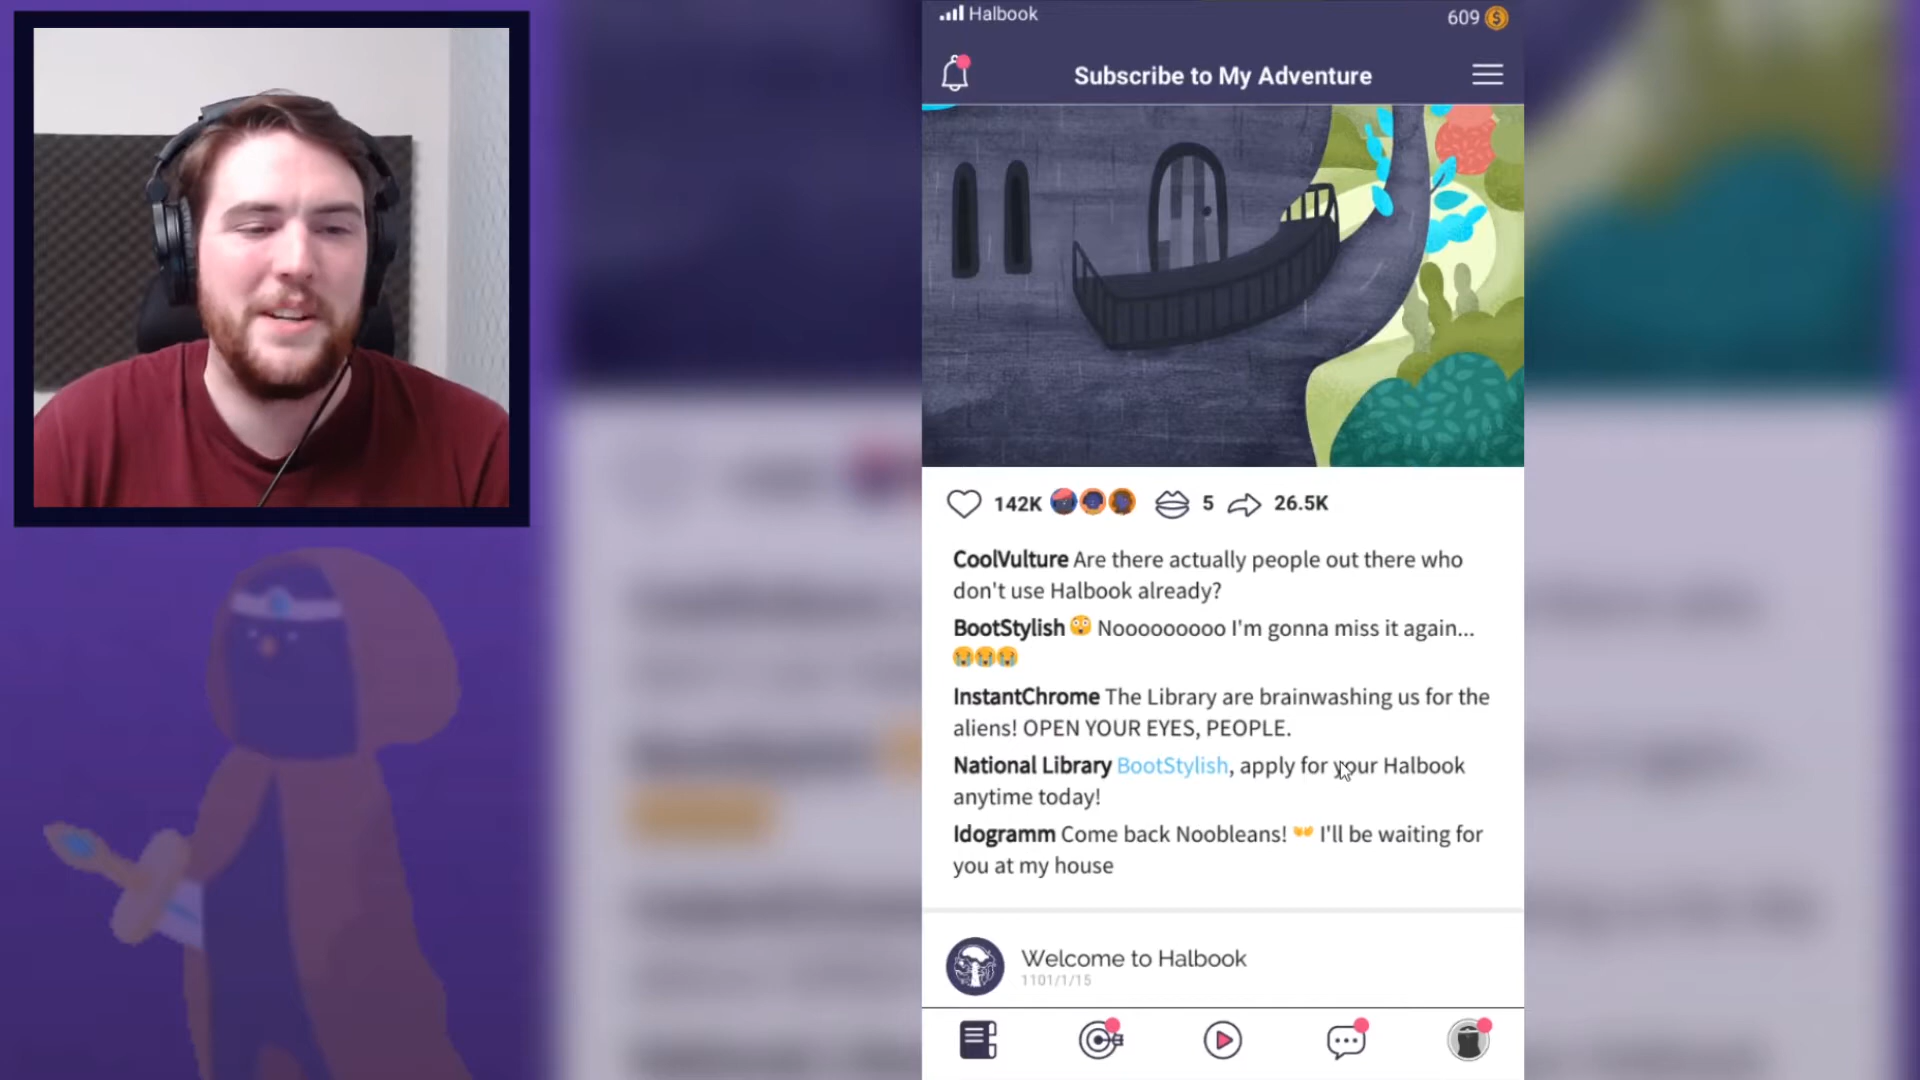 Halbook
609
Subscribe to My Adventure
142K 5 26.5K
CoolVulture Are there actually people out there who
don't use Halbook already?
BootStylish 😲 Nooooooooo I'm gonna miss it again...
😭😭😭
InstantChrome The Library are brainwashing us for the
aliens! OPEN YOUR EYES, PEOPLE.
National Library BootStylish, apply for your Halbook
anytime today!
Idogramm Come back Noobleans! 👐 I'll be waiting for
you at my house
Welcome to Halbook
1101/1/15